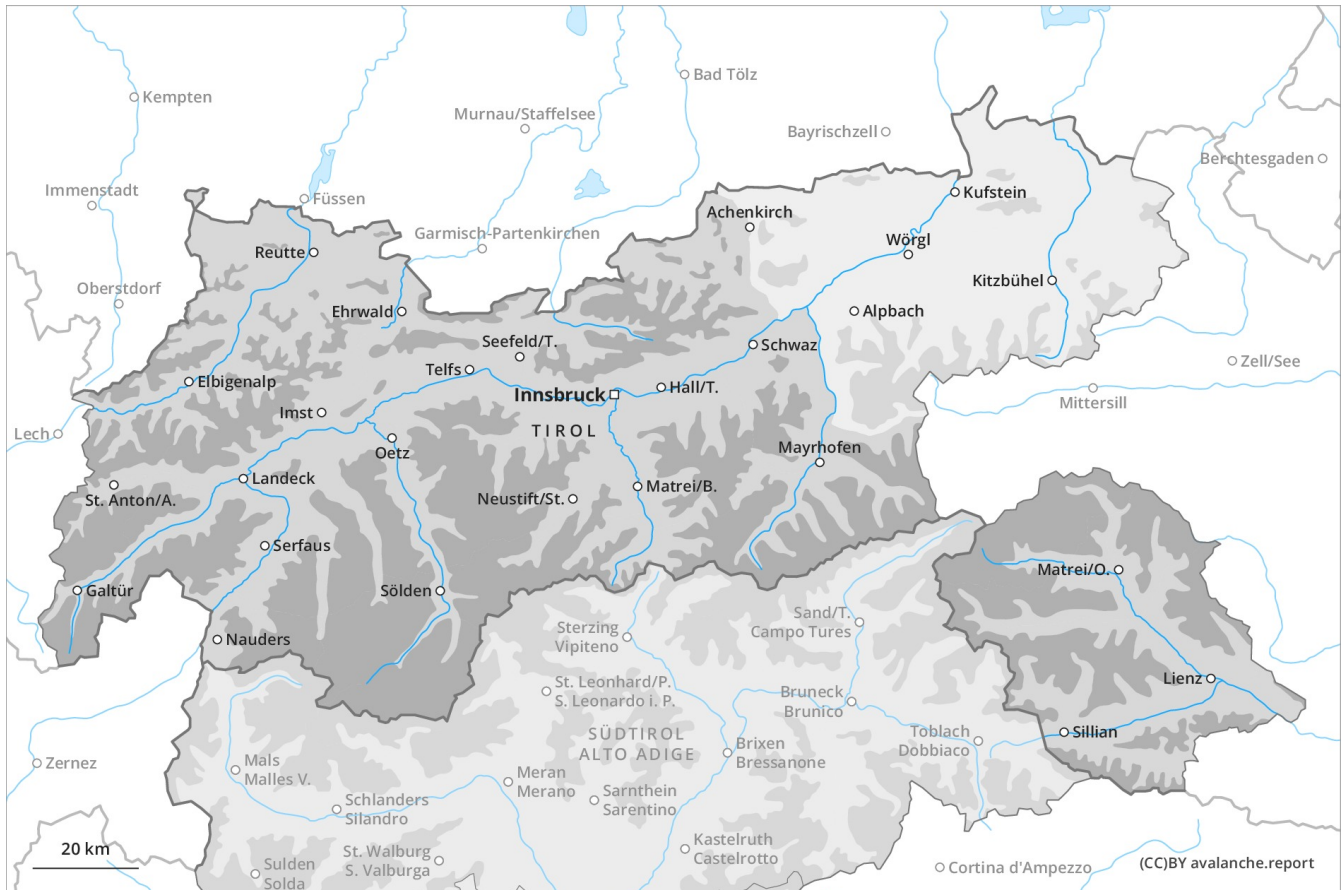 Bad Tölz
Kempten
Murnau/Staffelsee
Bayrischzell
Berchtesgaden
Immenstadt
Füssen
Kufstein
Achenkirch
Garmisch-Partenkirchen
Wörgl
Reutte
Kitzbühel
Oberstdorf
Ehrwald
Alpbach
Seefeld/T.
Schwaz
Zell/See
Telfs
Elbigenalp
Hall/T.
Innsbruck
Mittersill
Imst
TIROL
Lech
Oetz
Mayrhofen
Landeck
Matrei/B.
St. Anton/A.
Neustift/St.
Serfaus
Matrei/O.
Galtür
Sölden
Sand/T.
Campo Tures
Sterzing
Vipiteno
Nauders
Lienz
St. Leonhard/P.
S. Leonardo i. P.
Bruneck
Brunico
SÜDTIROL
ALTO ADIGE
Toblach
Dobbiaco
Sillian
Brixen
Bressanone
Zernez
Mals
Malles V.
Meran
Merano
Sarnthein
Sarentino
Schlanders
Silandro
20 km
St. Walburg
S. Valburga
Kastelruth
Castelrotto
Sulden
Solda
Cortina d'Ampezzo
(CC)BY avalanche.report